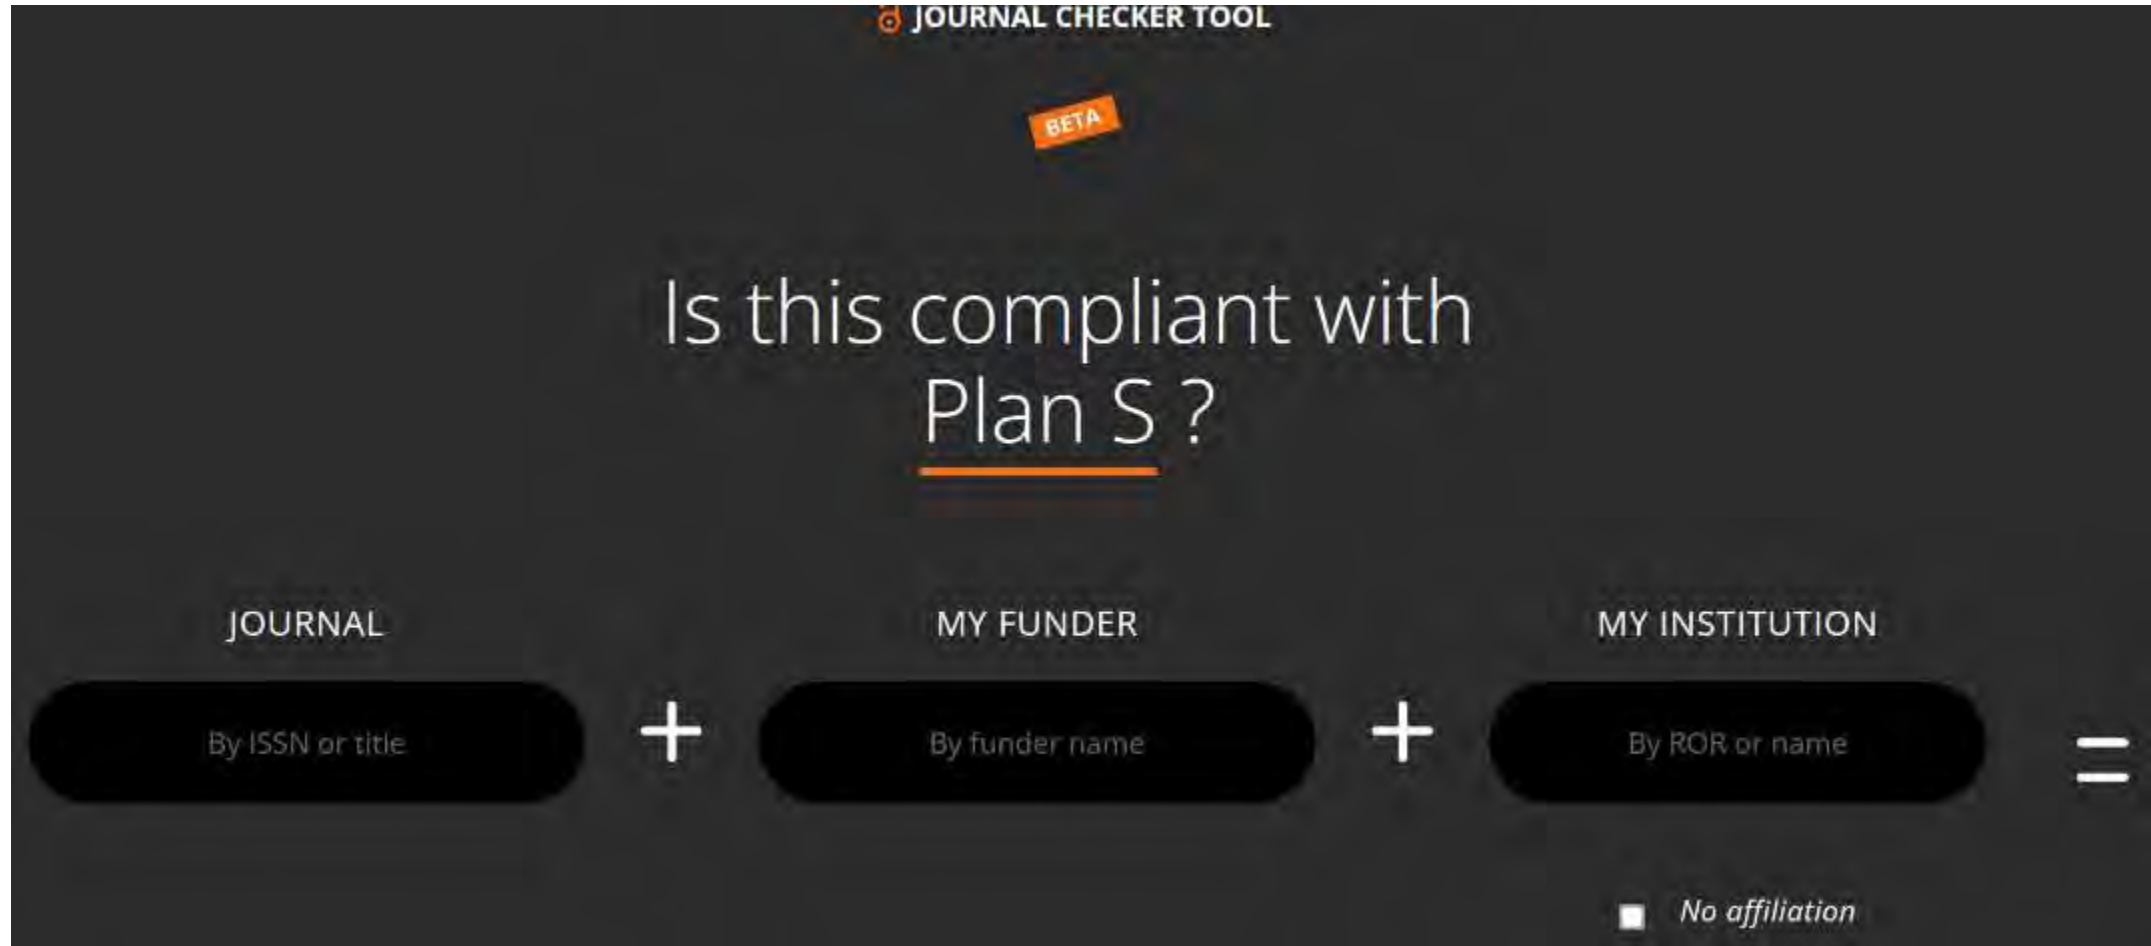 JOURNAL CHECKER TOOL
BETA
Is this compliant with
Plan S ?
JOURNAL
By ISSN or title
+
MY FUNDER
By funder name
+
MY INSTITUTION
By ROR or name
=
No affiliation